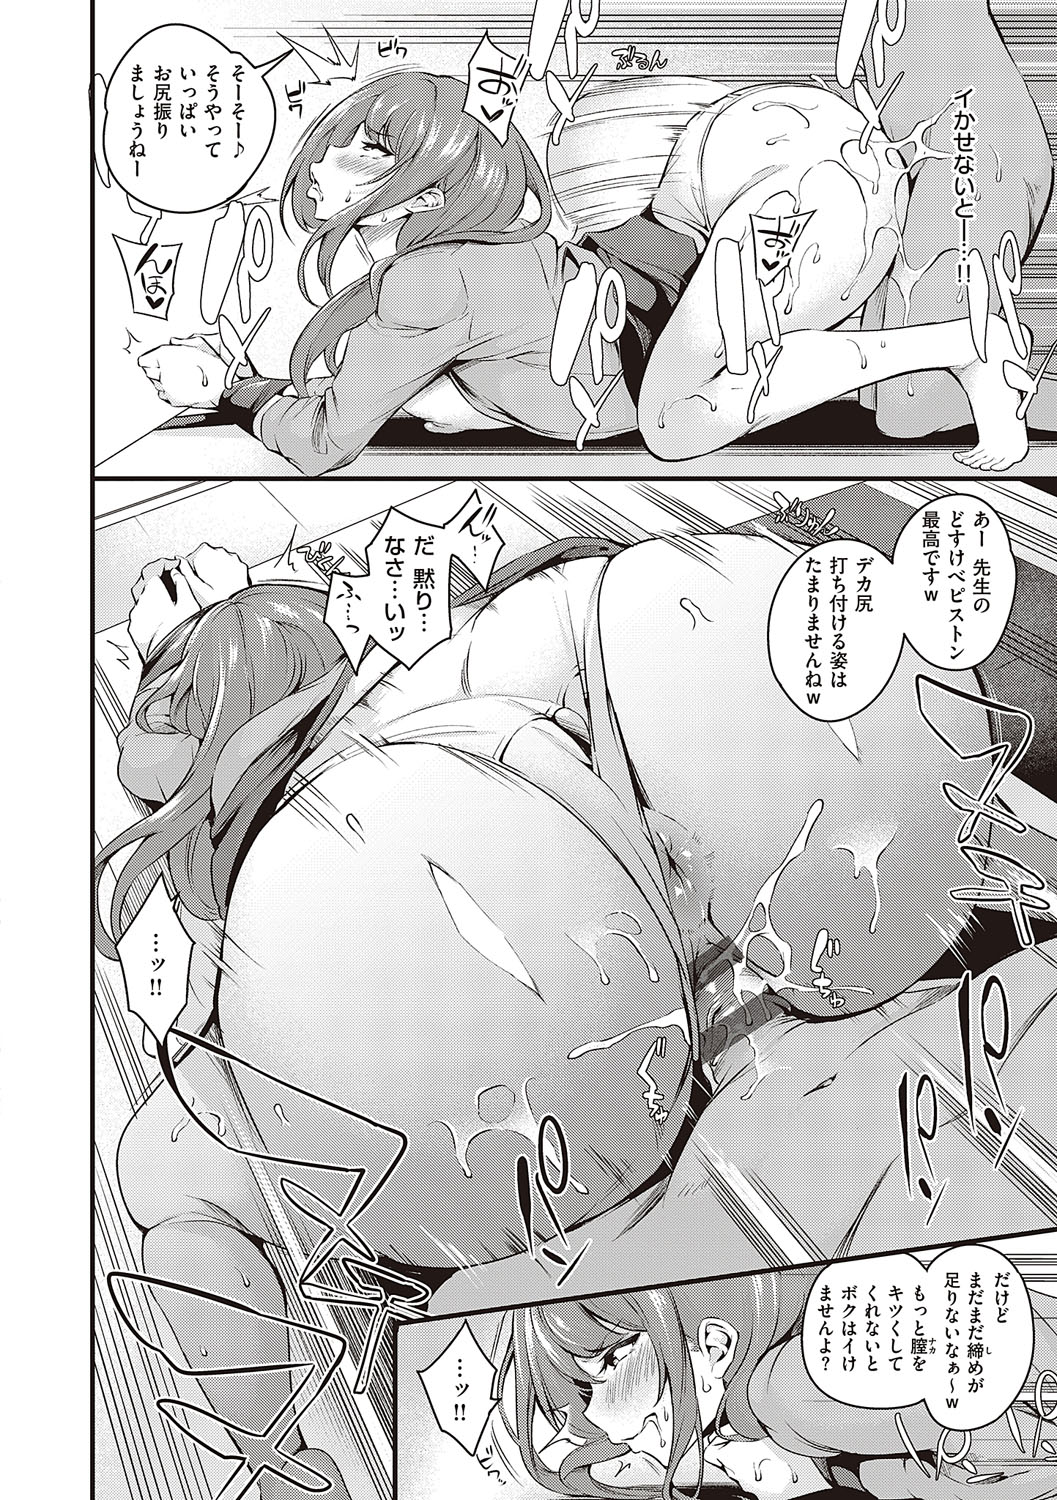 イかせないと―…!!
ぶるんっ
お♡
ビクッ
そーそー♪
そうやって
いっぱい
お尻振り
ましょうねー
お♡
んほ♡
あー 先生の
どすけべピストン
最高ですｗ
デカ尻
打ち付ける姿は
たまりませんねｗ
んッ…
だ 黙り…
なさ…いッ
ふ…っ
…ッ!!
だけど
まだまだ締めが
足りないなぁ〜ｗ
もっと膣を
キツくして
くれないと
ボクはイけ
ませんよ?
…ッ!!